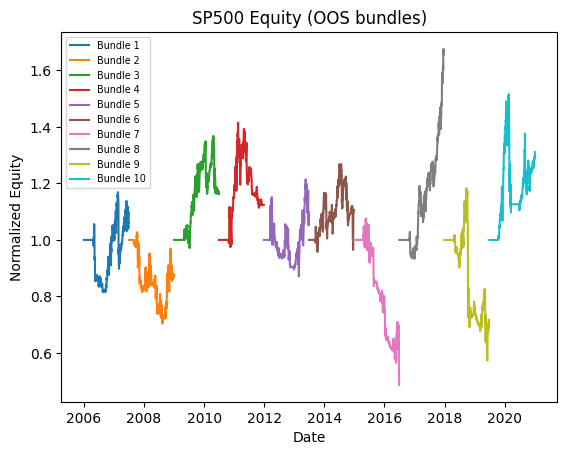 SP500 Equity (OOS bundles)
Bundle 1
Bundle 2
Bundle 3
Bundle 4
Bundle 5
Bundle 6
Bundle 7
Bundle 8
Bundle 9
Bundle 10
Normalized Equity
1.6
1.4
1.2
1.0
0.8
0.6
2006 2008 2010 2012 2014 2016 2018 2020
Date